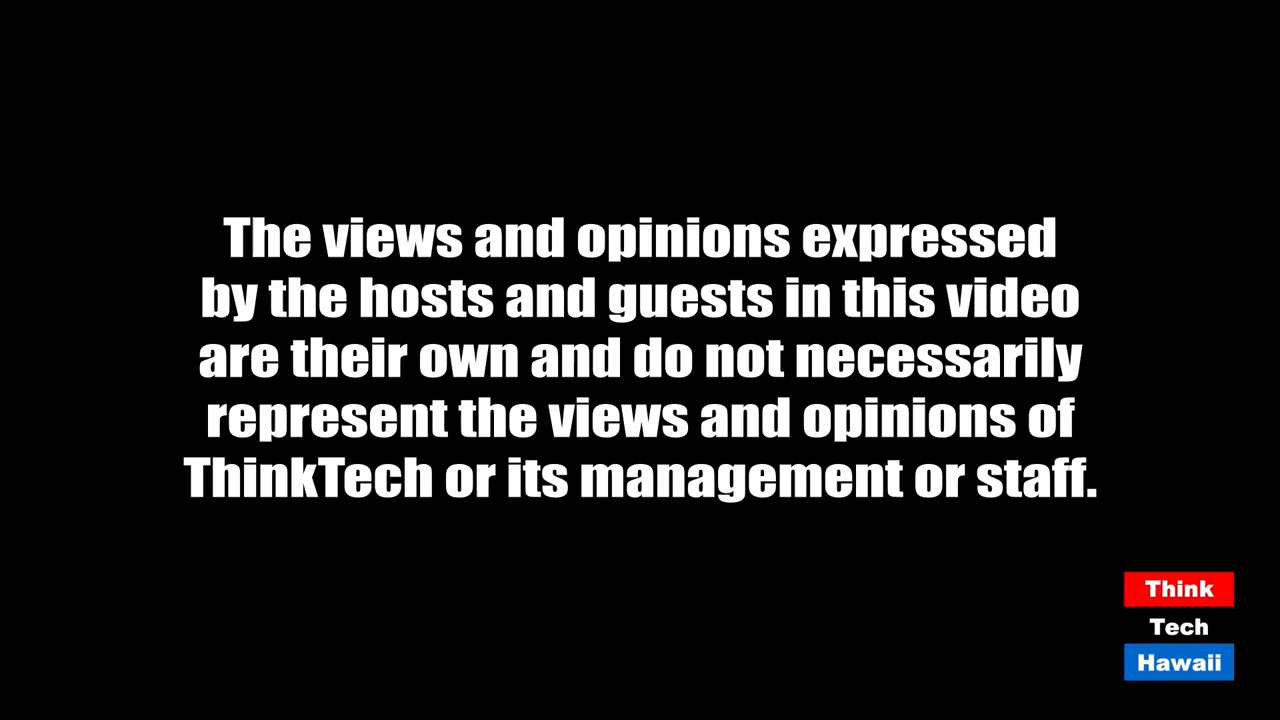 The views and opinions expressed
by the hosts and guests in this video
are their own and do not necessarily
represent the views and opinions of
ThinkTech or its management or staff.
Think
Tech
Hawaii